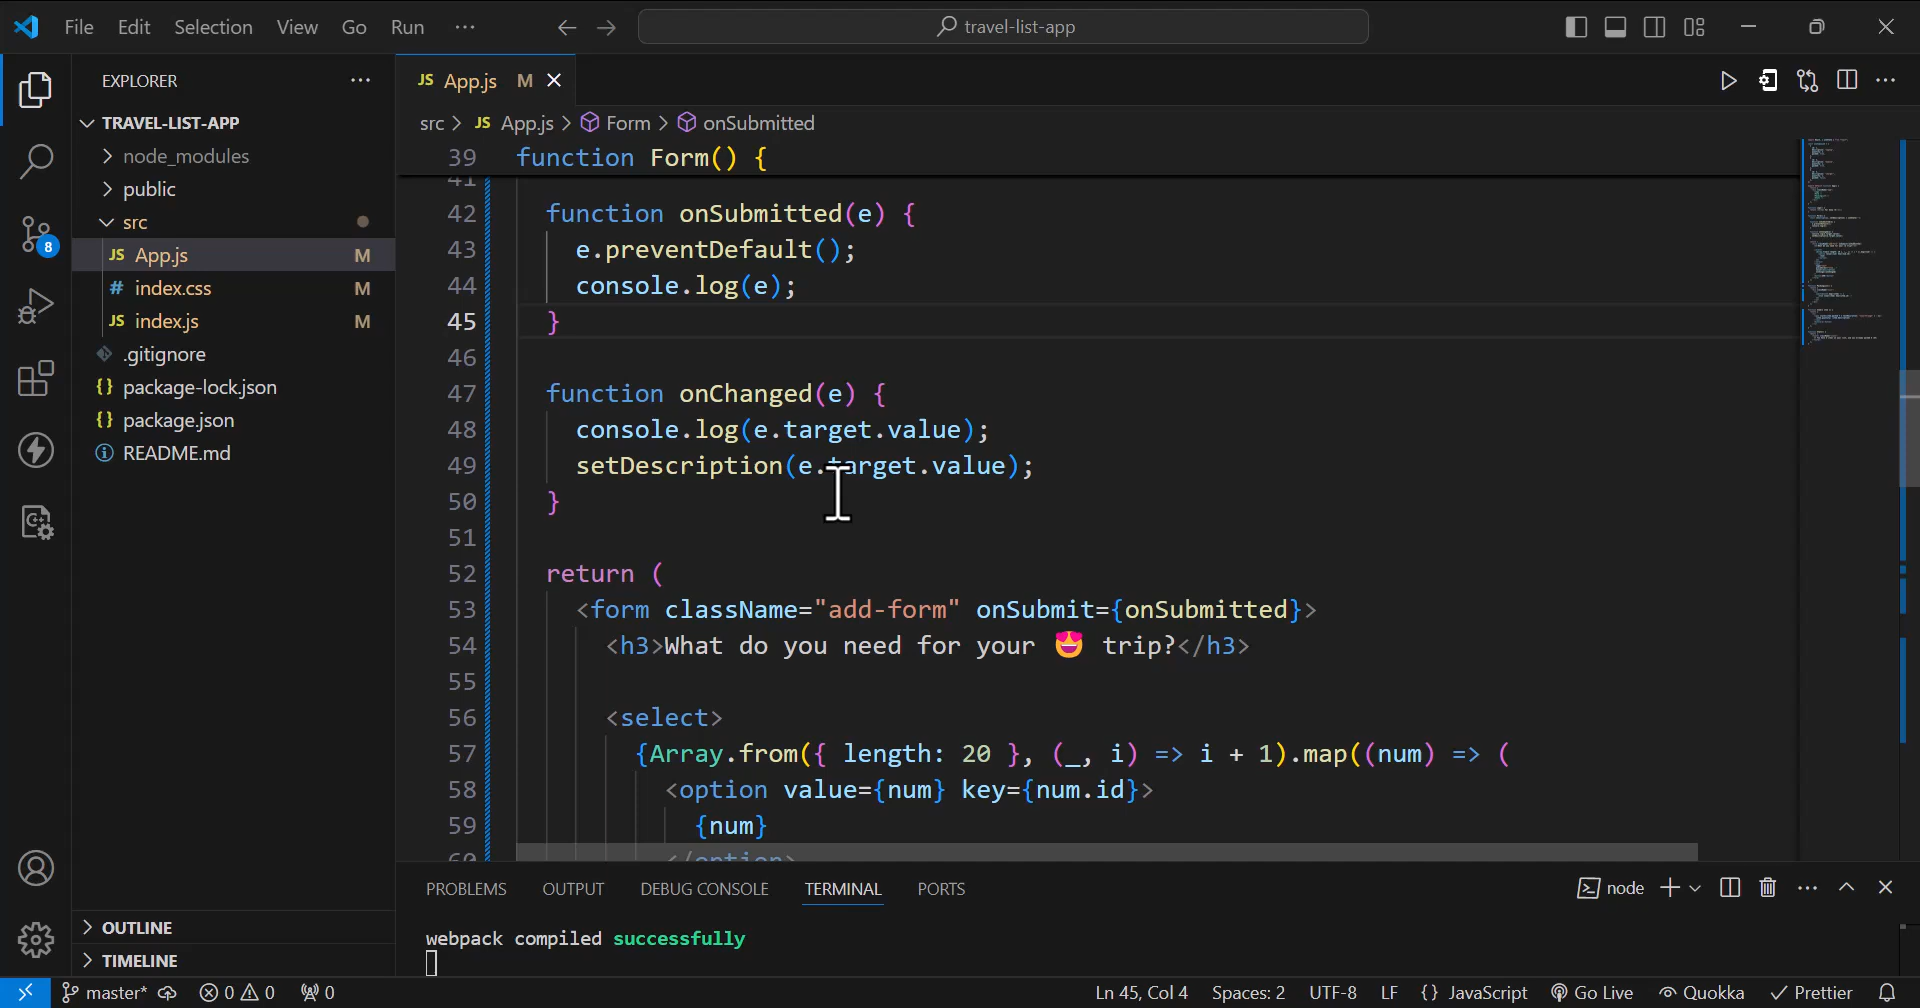 File Edit Selection View Go Run ··· travel-list-app
EXPLORER ···
TRAVEL-LIST-APP
node_modules
public
src
JS App.js M
# index.css M
JS index.js M
.gitignore
{} package-lock.json
{} package.json
README.md
OUTLINE
TIMELINE
JS App.js M
src > JS App.js > Form > onSubmitted
39 function Form() {
41
42 function onSubmitted(e) {
43 e.preventDefault();
44 console.log(e);
45 }
46
47 function onChanged(e) {
48 console.log(e.target.value);
49 setDescription(e.target.value);
50 }
51
52 return (
53 <form className="add-form" onSubmit={onSubmitted}>
54 <h3>What do you need for your 😍 trip?</h3>
55
56 <select>
57 {Array.from({ length: 20 }, (_, i) => i + 1).map((num) => (
58 <option value={num} key={num.id}>
59 {num}
60 </option>
PROBLEMS OUTPUT DEBUG CONSOLE TERMINAL PORTS node
webpack compiled successfully
8
master* 0 0 0 Ln 45, Col 4 Spaces: 2 UTF-8 LF {} JavaScript Go Live Quokka Prettier